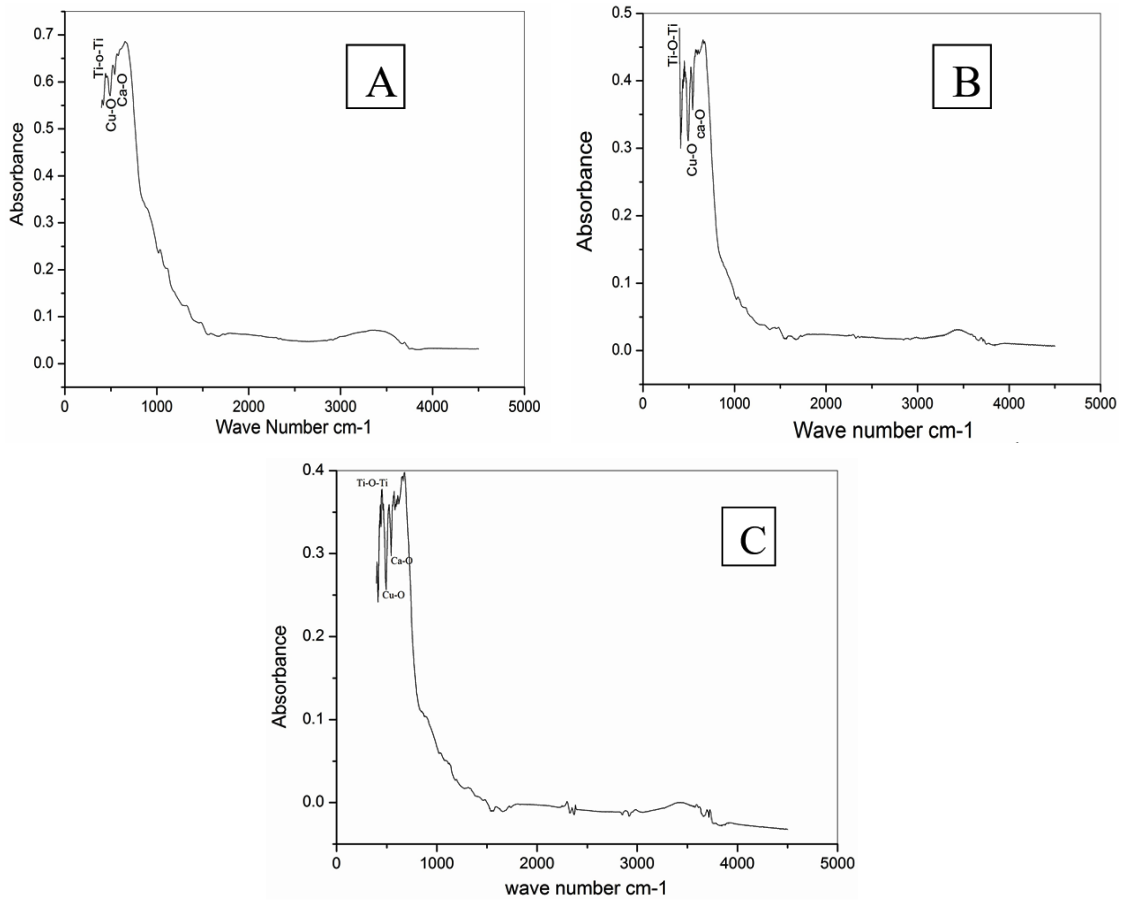 A
0.7
0.6
0.5
0.4
0.3
0.2
0.1
0.0
Absorbance
Ti-o-Ti
Cu-O
Ca-O
0 1000 2000 3000 4000 5000
Wave Number cm-1
B
0.5
0.4
0.3
0.2
0.1
0.0
Absorbance
Ti-O-Ti
Cu-O
ca-O
0 1000 2000 3000 4000 5000
Wave number cm-1
C
0.4
0.3
0.2
0.1
0.0
Absorbance
Ti-O-Ti
Ca-O
Cu-O
0 1000 2000 3000 4000 5000
wave number cm-1